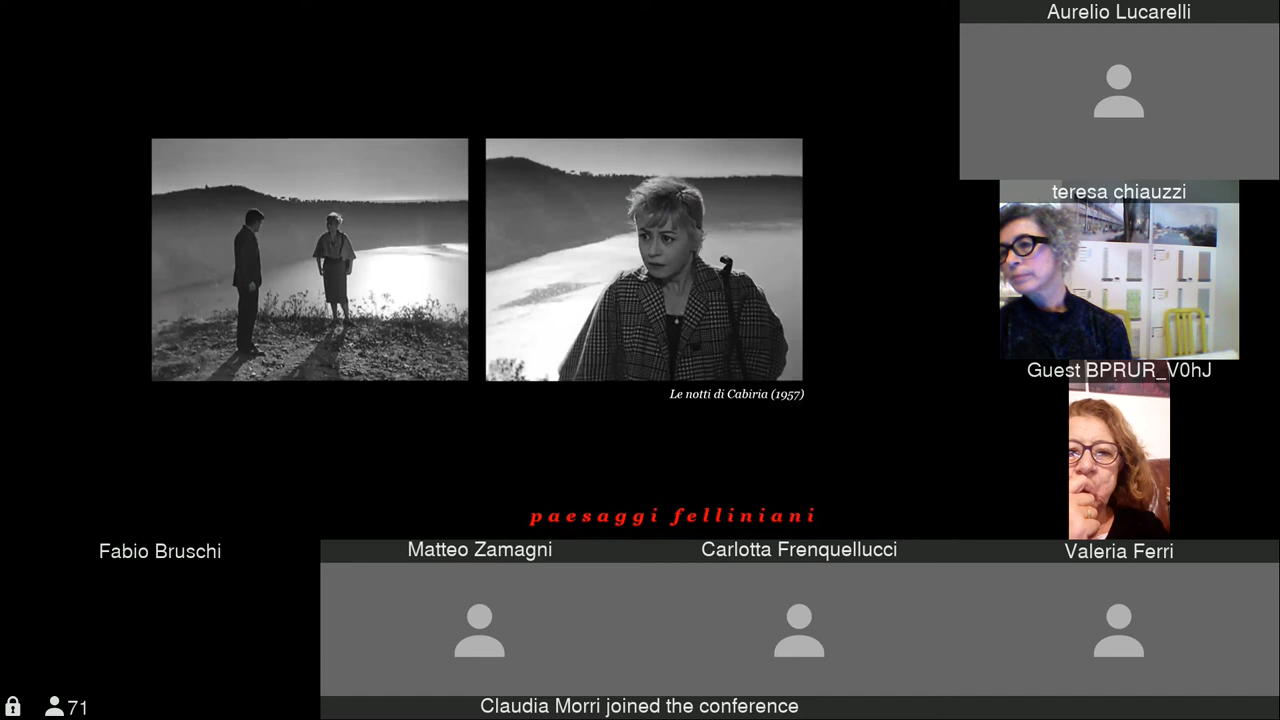 Aurelio Lucarelli
teresa chiauzzi
Guest BPRUR_V0hJ
Le notti di Cabiria (1957)
paesaggi felliniani
Fabio Bruschi
Matteo Zamagni
Carlotta Frenquellucci
Valeria Ferri
71
Claudia Morri joined the conference